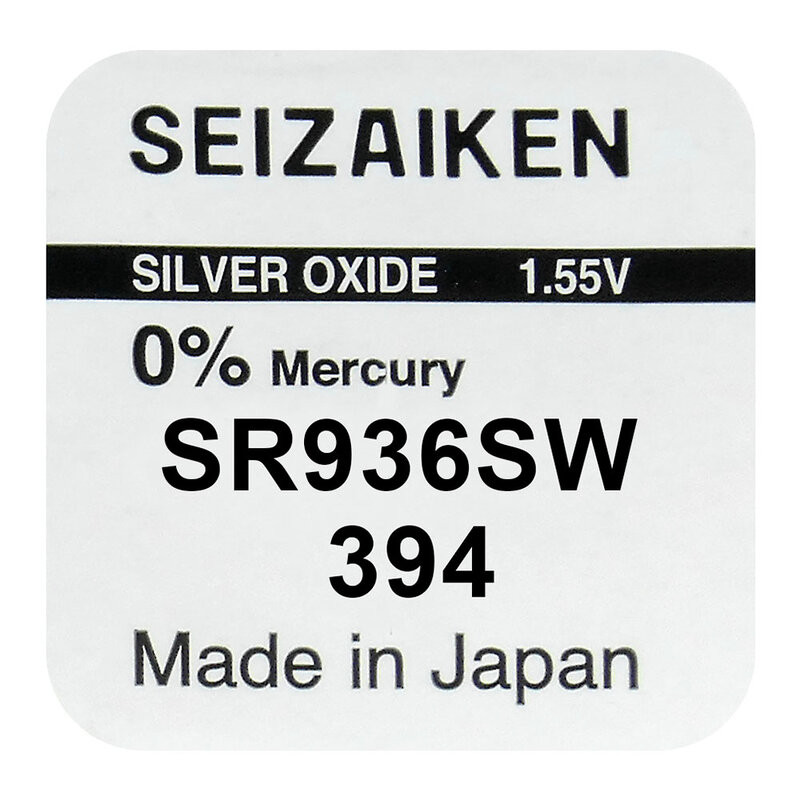 SEIZAIKEN
SILVER OXIDE 1.55V
0% Mercury
SR936SW
394
Made in Japan